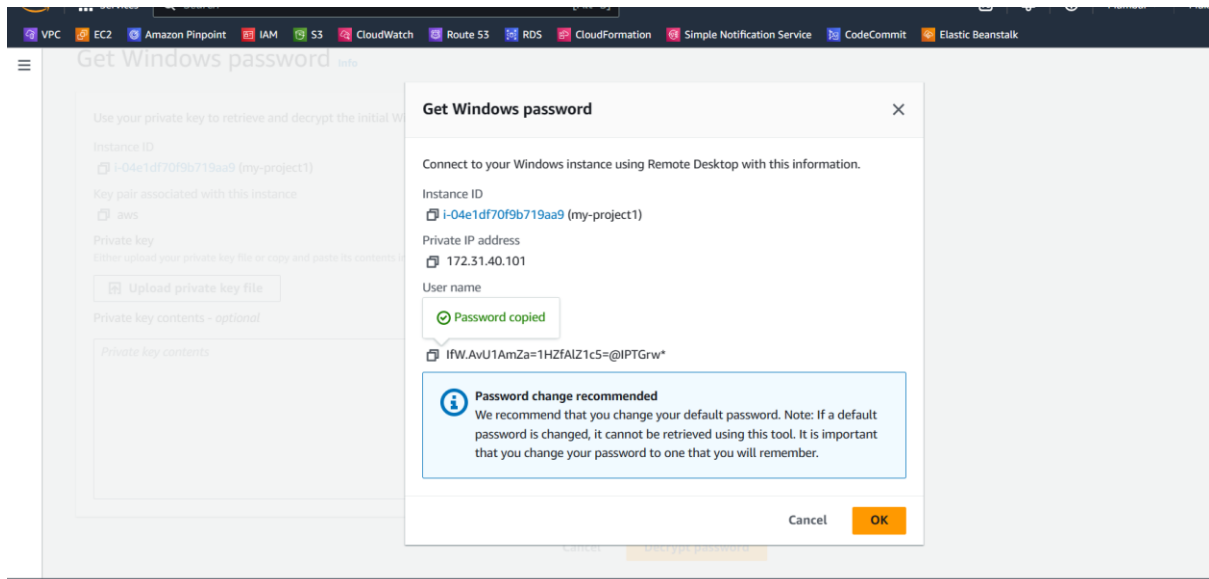 Services
Search
[Alt+S]
Mumbai
VPC EC2 Amazon Pinpoint IAM S3 CloudWatch Route 53 RDS CloudFormation Simple Notification Service CodeCommit Elastic Beanstalk
Get Windows password Info
Use your private key to retrieve and decrypt the initial W
Instance ID
i-04e1df70f9b719aa9 (my-project1)
Key pair associated with this instance
aws
Private key
Either upload your private key file or copy and paste its contents i
Upload private key file
Private key contents - optional
Private key contents
Get Windows password
Connect to your Windows instance using Remote Desktop with this information.
Instance ID
i-04e1df70f9b719aa9 (my-project1)
Private IP address
172.31.40.101
User name
Password copied
IfW.AvU1AmZa=1HZfAlZ1c5=@IPTGrw*
Password change recommended
We recommend that you change your default password. Note: If a default
password is changed, it cannot be retrieved using this tool. It is important
that you change your password to one that you will remember.
Cancel OK
Cancel Decrypt password